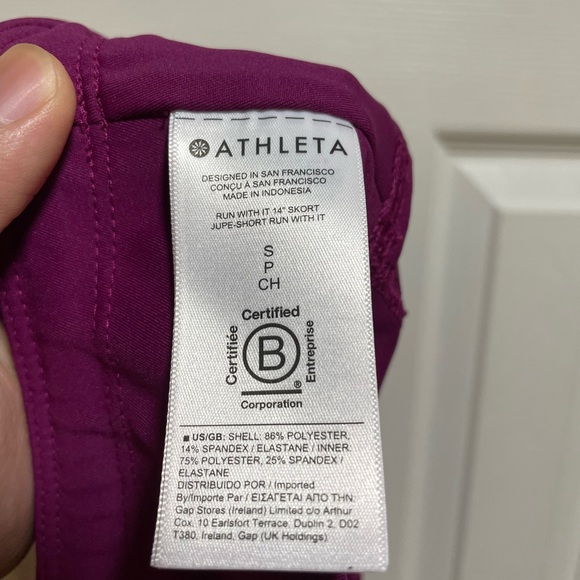 ATHLETA
DESIGNED IN SAN FRANCISCO
CONÇU À SAN FRANCISCO
MADE IN INDONESIA
RUN WITH IT 14" SKORT
JUPE-SHORT RUN WITH IT
S
P
CH
Certified
Certifiée
B
Entreprise
®
Corporation
■ US/GB: SHELL: 86% POLYESTER,
14% SPANDEX / ELASTANE / INNER:
75% POLYESTER, 25% SPANDEX /
ELASTANE
DISTRIBUIDO POR / Imported
By/Importe Par / ΕΙΣΑΓΕΤΑΙ ΑΠΟ ΤΗΝ:
Gap Stores (Ireland) Limited c/o Arthur
Cox, 10 Earlsfort Terrace, Dublin 2, D02
T380, Ireland, Gap (UK Holdings)